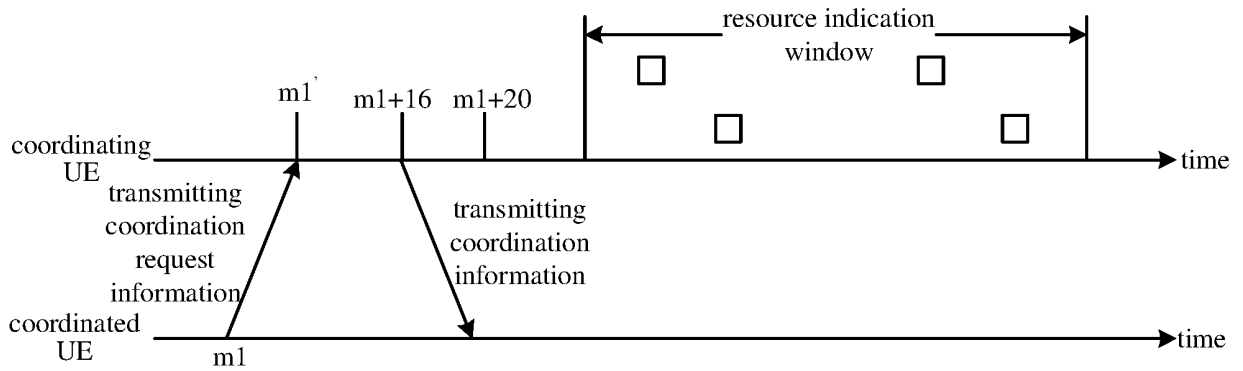 resource indication
window
m1'
m1+16
m1+20
coordinating
UE
time
transmitting
coordination
request
information
transmitting
coordination
information
coordinated
UE
time
m1